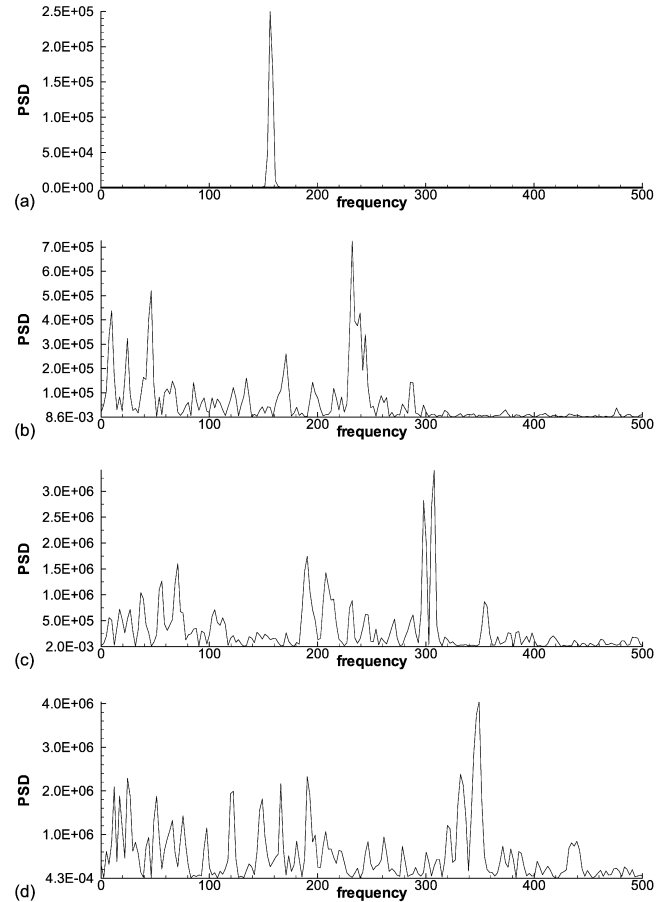 2.5E+05
2.0E+05
1.5E+05
1.0E+05
5.0E+04
0.0E+00
PSD
0 100 200 300 400 500
frequency
(a)
7.0E+05
6.0E+05
5.0E+05
4.0E+05
3.0E+05
2.0E+05
1.0E+05
8.6E-03
PSD
0 100 200 300 400 500
frequency
(b)
3.0E+06
2.5E+06
2.0E+06
1.5E+06
1.0E+06
5.0E+05
2.0E-03
PSD
0 100 200 300 400 500
frequency
(c)
4.0E+06
3.0E+06
2.0E+06
1.0E+06
4.3E-04
PSD
0 100 200 300 400 500
frequency
(d)